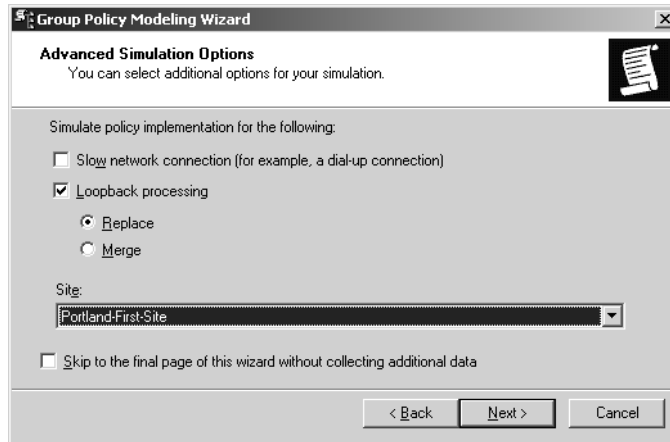 Group Policy Modeling Wizard
Advanced Simulation Options
You can select additional options for your simulation.
Simulate policy implementation for the following:
Slow network connection (for example, a dial-up connection)
Loopback processing
Replace
Merge
Site:
Portland-First-Site
Skip to the final page of this wizard without collecting additional data
< Back Next > Cancel